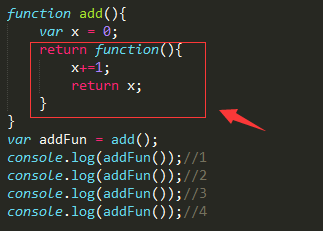 function add(){
    var x = 0;
    return function(){
        x+=1;
        return x;
    }
}
var addFun = add();
console.log(addFun());//1
console.log(addFun());//2
console.log(addFun());//3
console.log(addFun());//4